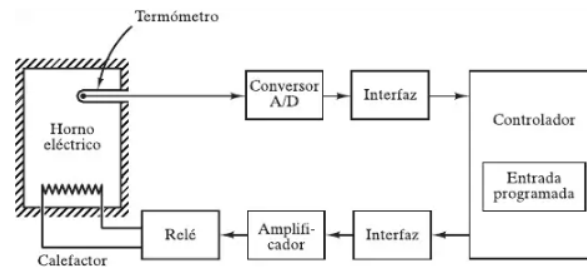 Termómetro
Horno
eléctrico
Conversor
A/D
Interfaz
Controlador
Entrada
programada
Calefactor
Relé
Amplifi-
cador
Interfaz